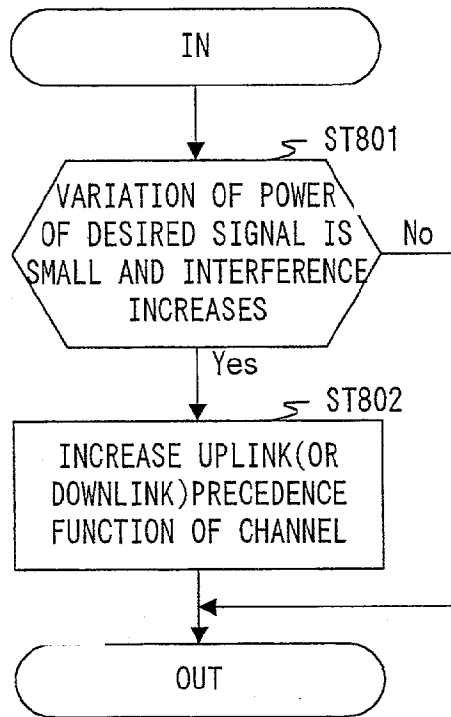 IN
ST801
VARIATION OF POWER
OF DESIRED SIGNAL IS
SMALL AND INTERFERENCE
INCREASES
No
Yes
ST802
INCREASE UPLINK(OR
DOWNLINK)PRECEDENCE
FUNCTION OF CHANNEL
OUT